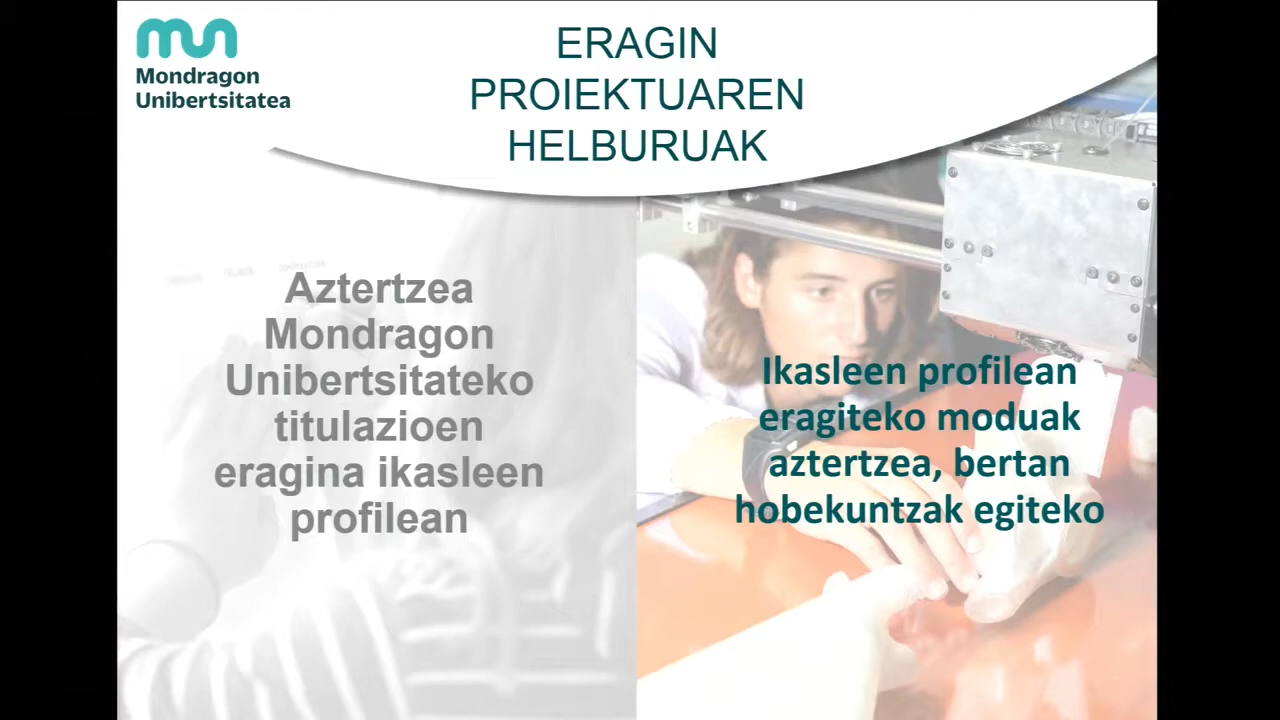 Mondragon
Unibertsitatea
ERAGIN
PROIEKTUAREN
HELBURUAK
Aztertzea
Mondragon
Unibertsitateko
titulazioen
eragina ikasleen
profilean
Ikasleen profilean
eragiteko moduak
aztertzea, bertan
hobekuntzak egiteko